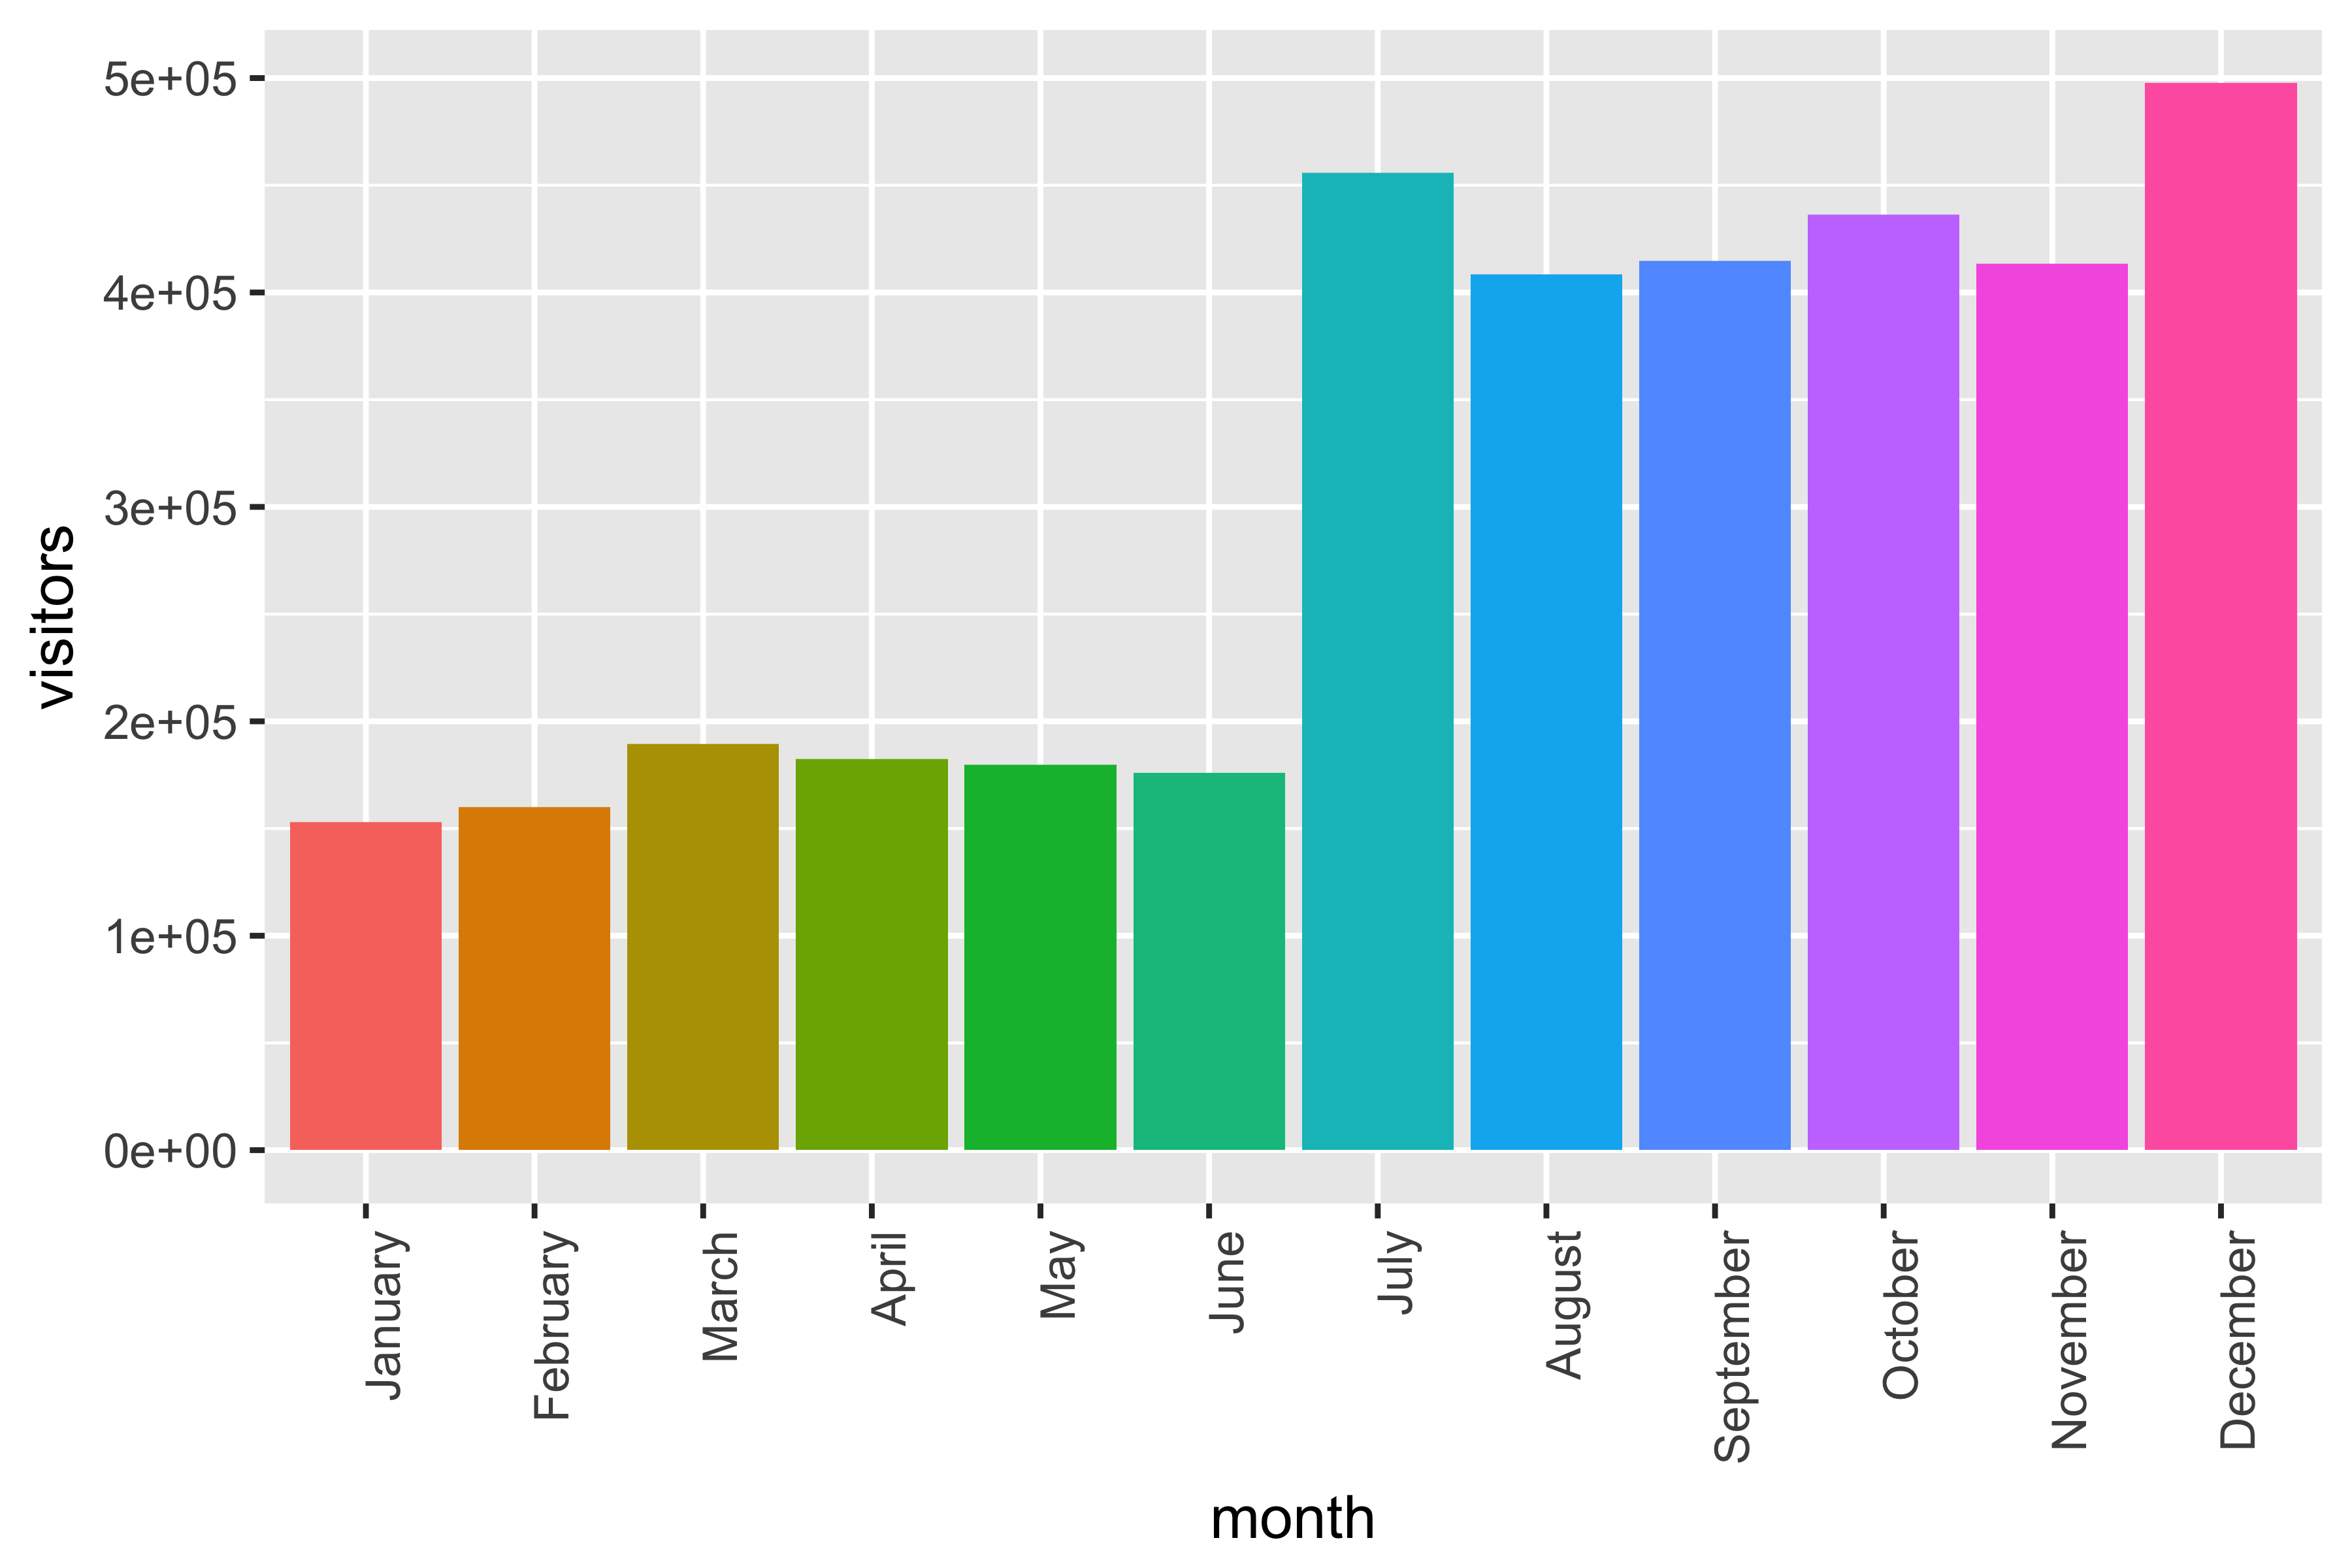 visitors
5e+05
4e+05
3e+05
2e+05
1e+05
0e+00
January
February
March
April
May
June
July
August
September
October
November
December
month